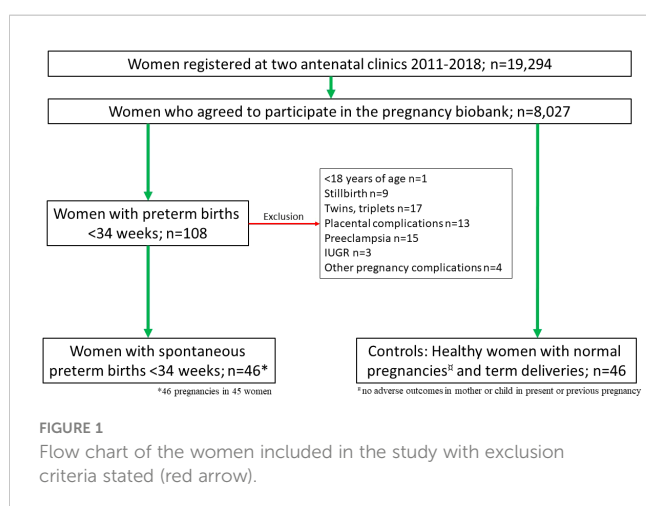 Women registered at two antenatal clinics 2011-2018; n=19,294
Women who agreed to participate in the pregnancy biobank; n=8,027
<18 years of age n=1
Stillbirth n=9
Twins, triplets n=17
Placental complications n=13
Preeclampsia n=15
IUGR n=3
Other pregnancy complications n=4
Women with preterm births
<34 weeks; n=108
Exclusion
Women with spontaneous
preterm births <34 weeks; n=46*
*46 pregnancies in 45 women
Controls: Healthy women with normal
pregnancies¤ and term deliveries; n=46
¤no adverse outcomes in mother or child in present or previous pregnancy
FIGURE 1
Flow chart of the women included in the study with exclusion
criteria stated (red arrow).